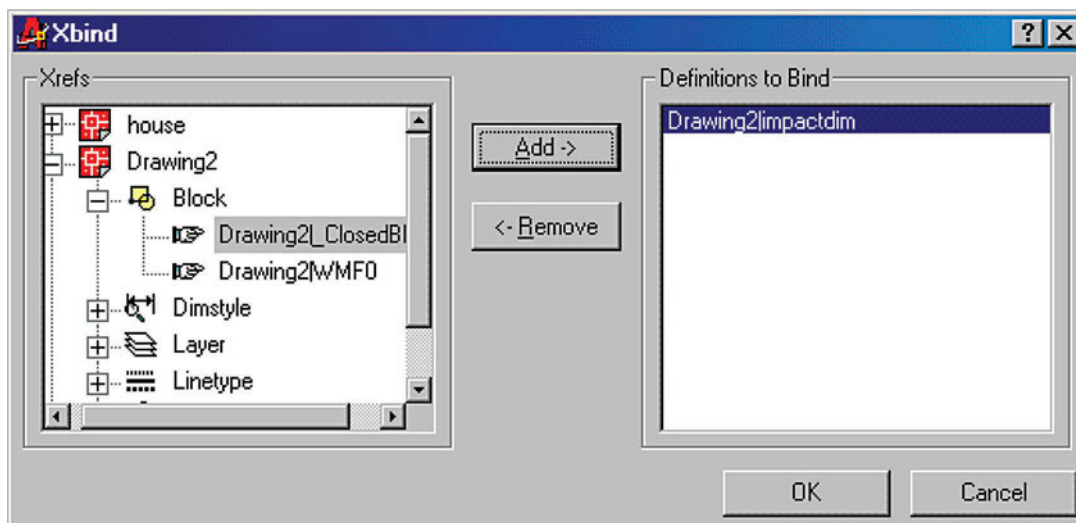 Xbind
Xrefs
house
Drawing2
Block
Drawing2|_ClosedBl
Drawing2|WMF0
Dimstyle
Layer
Linetype
Add ->
<- Remove
Definitions to Bind
Drawing2|impactdim
OK
Cancel